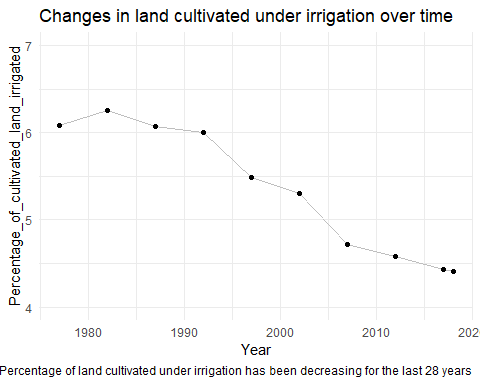 Changes in land cultivated under irrigation over time
Percentage_of_cultivated_land_irrigated
7
6
5
4
1980
1990
2000
2010
202
Year
Percentage of land cultivated under irrigation has been decreasing for the last 28 years